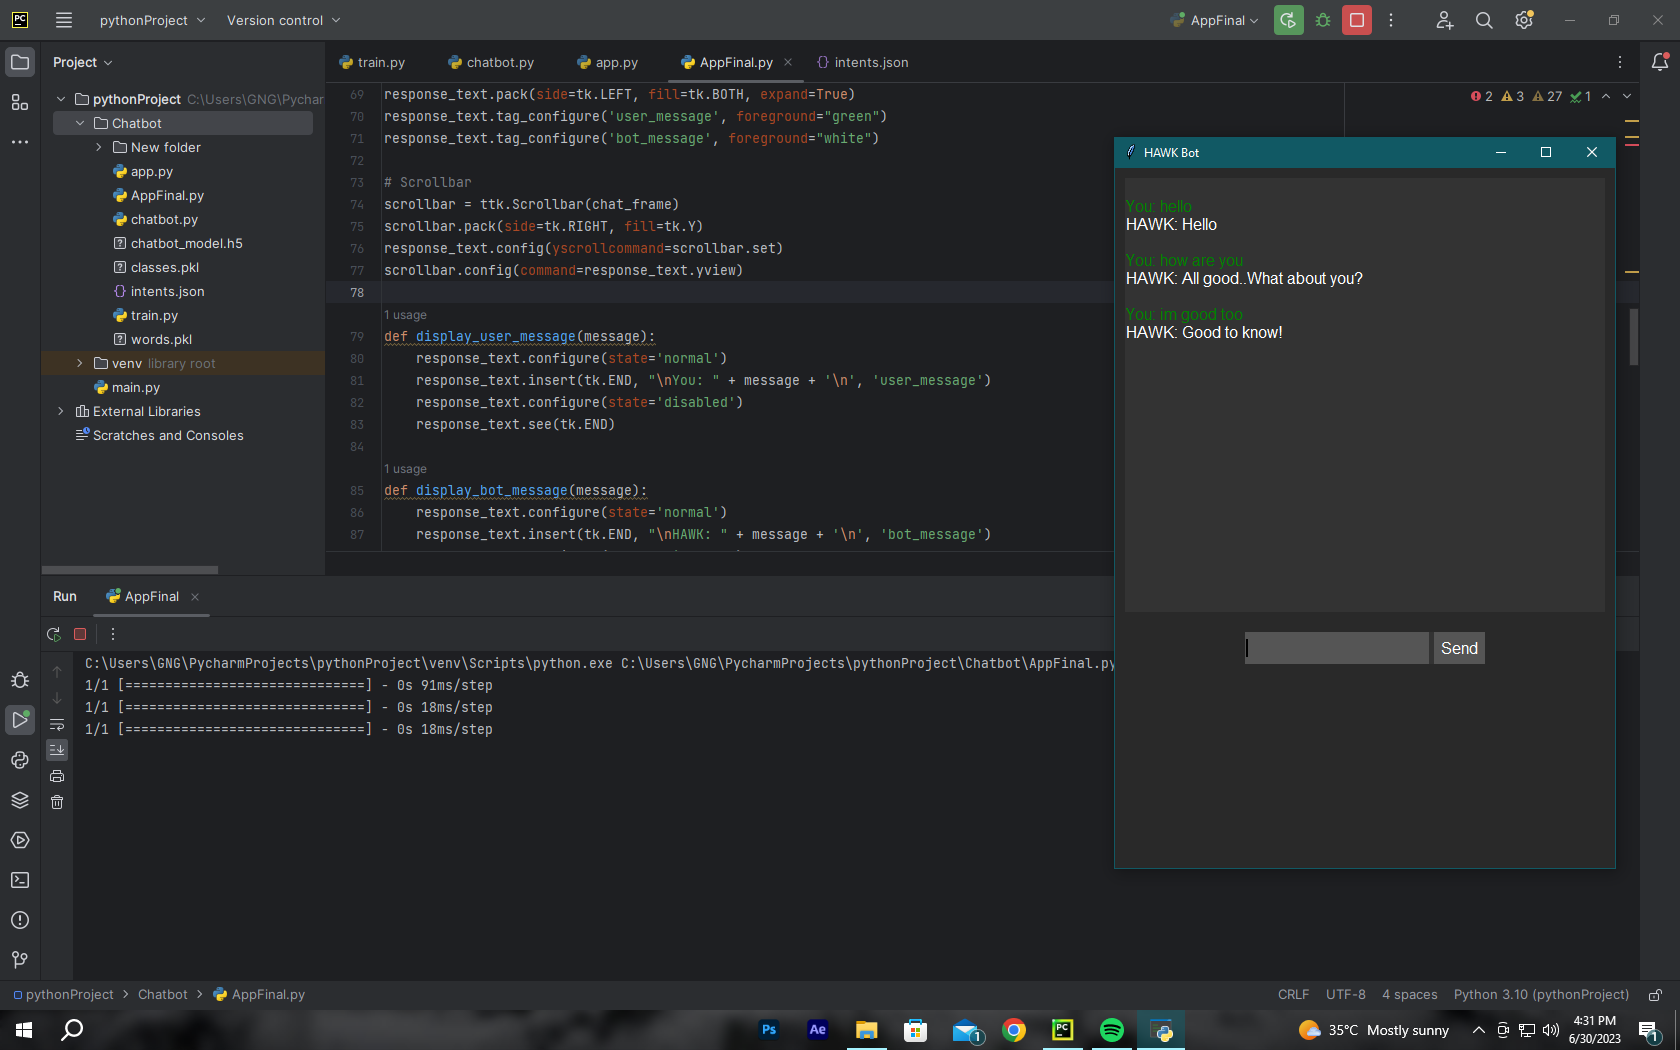 PC
pythonProject
Version control
AppFinal
Project
train.py
chatbot.py
app.py
AppFinal.py
intents.json
pythonProject C:\Users\GNG\Pychar
Chatbot
New folder
app.py
AppFinal.py
chatbot.py
chatbot_model.h5
classes.pkl
intents.json
train.py
words.pkl
venv library root
main.py
External Libraries
Scratches and Consoles
2 3 27 1
69 response_text.pack(side=tk.LEFT, fill=tk.BOTH, expand=True)
70 response_text.tag_configure('user_message', foreground="green")
71 response_text.tag_configure('bot_message', foreground="white")
72
73 # Scrollbar
74 scrollbar = ttk.Scrollbar(chat_frame)
75 scrollbar.pack(side=tk.RIGHT, fill=tk.Y)
76 response_text.config(yscrollcommand=scrollbar.set)
77 scrollbar.config(command=response_text.yview)
78
1 usage
79 def display_user_message(message):
80 response_text.configure(state='normal')
81 response_text.insert(tk.END, "\nYou: " + message + '\n', 'user_message')
82 response_text.configure(state='disabled')
83 response_text.see(tk.END)
84
1 usage
85 def display_bot_message(message):
86 response_text.configure(state='normal')
87 response_text.insert(tk.END, "\nHAWK: " + message + '\n', 'bot_message')
HAWK Bot
You: hello
HAWK: Hello
You: how are you
HAWK: All good..What about you?
You: im good too
HAWK: Good to know!
Send
Run
AppFinal
C:\Users\GNG\PycharmProjects\pythonProject\venv\Scripts\python.exe C:\Users\GNG\PycharmProjects\pythonProject\Chatbot\AppFinal.py
1/1 [==============================] - 0s 91ms/step
1/1 [==============================] - 0s 18ms/step
1/1 [==============================] - 0s 18ms/step
pythonProject > Chatbot > AppFinal.py
CRLF UTF-8 4 spaces Python 3.10 (pythonProject)
Ps
Ae
1
PC
35°C Mostly sunny
4:31 PM
6/30/2023
1